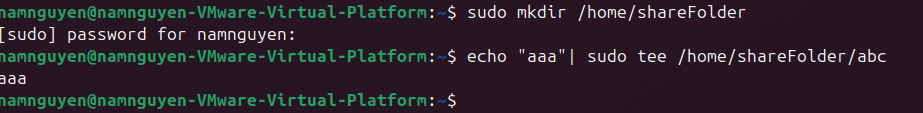 namnguyen@namnguyen-VMware-Virtual-Platform:~$ sudo mkdir /home/shareFolder
[sudo] password for namnguyen:
namnguyen@namnguyen-VMware-Virtual-Platform:~$ echo "aaa"| sudo tee /home/shareFolder/abc
aaa
namnguyen@namnguyen-VMware-Virtual-Platform:~$